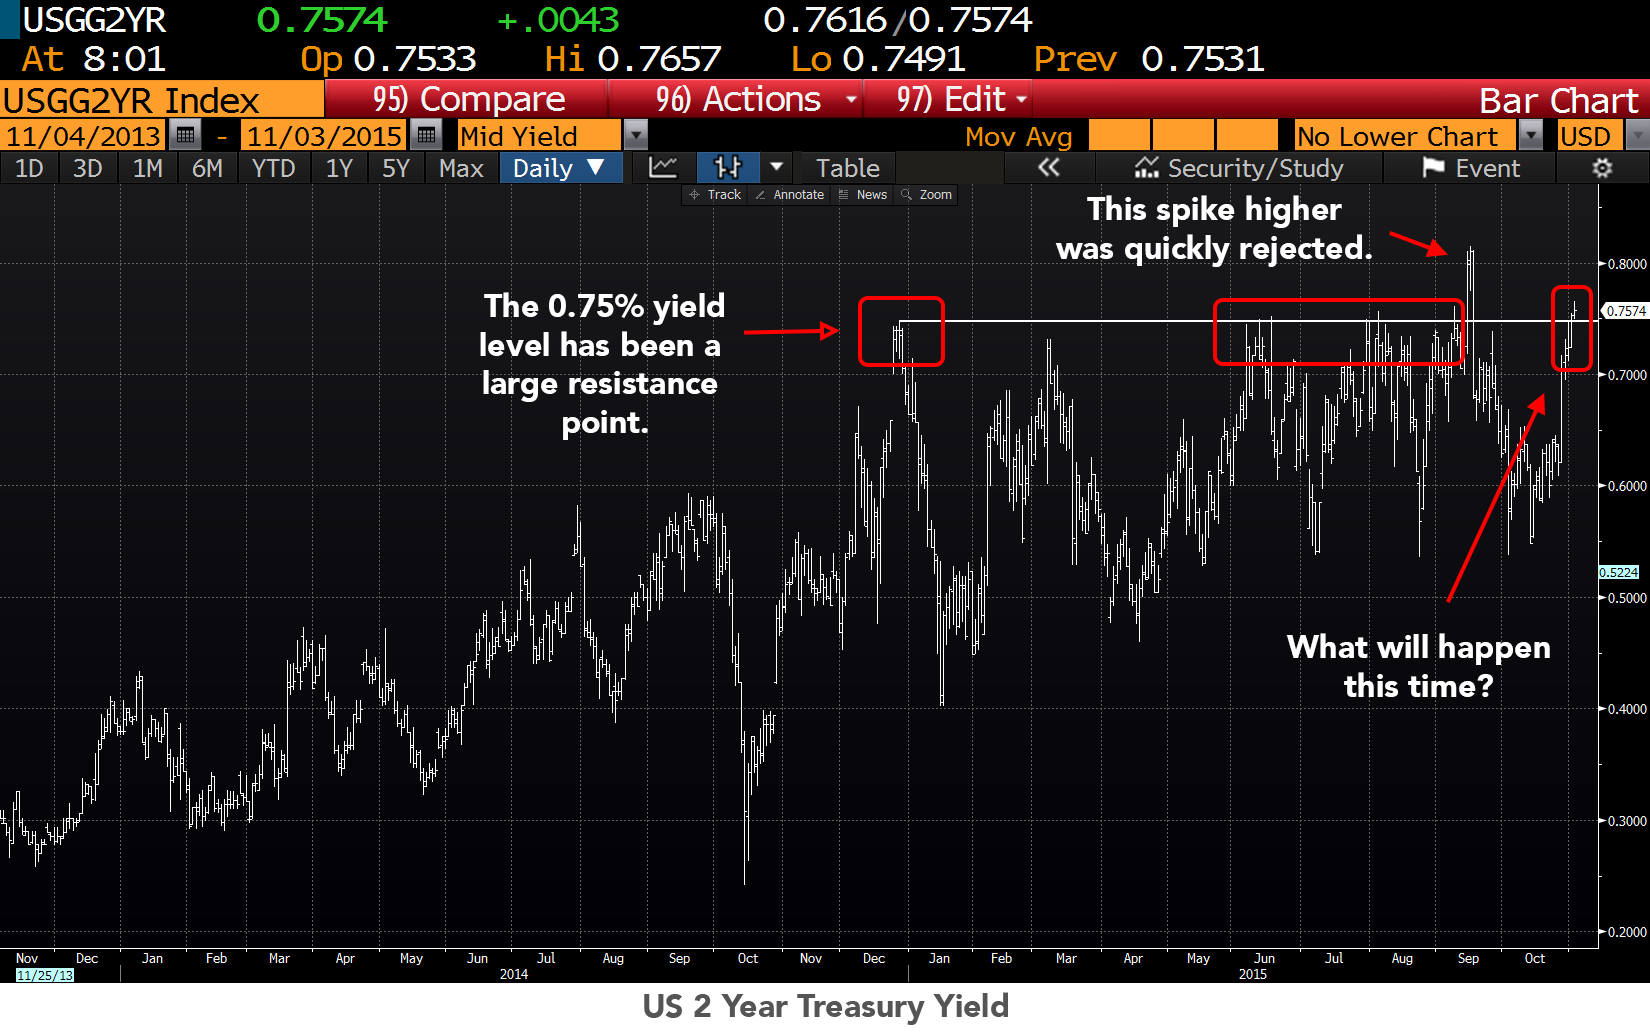 USGG2YR 0.7574 +.0043 0.7616/0.7574
At 8:01 Op 0.7533 Hi 0.7657 Lo 0.7491 Prev 0.7531
USGG2YR Index 95) Compare 96) Actions 97) Edit Bar Chart
11/04/2013 - 11/03/2015 Mid Yield Mov Avg No Lower Chart USD
1D 3D 1M 6M YTD 1Y 5Y Max Daily ▼ Table « Security/Study Event
Track Annotate News Zoom
This spike higher
was quickly rejected.
The 0.75% yield
level has been a
large resistance
point.
What will happen
this time?
0.8000
0.7574
0.7000
0.6000
0.5224
0.5000
0.4000
0.3000
0.2000
Nov Dec Jan Feb Mar Apr May Jun Jul Aug Sep Oct Nov Dec Jan Feb Mar Apr May Jun Jul Aug Sep Oct
11/25/13 2014 2015
US 2 Year Treasury Yield